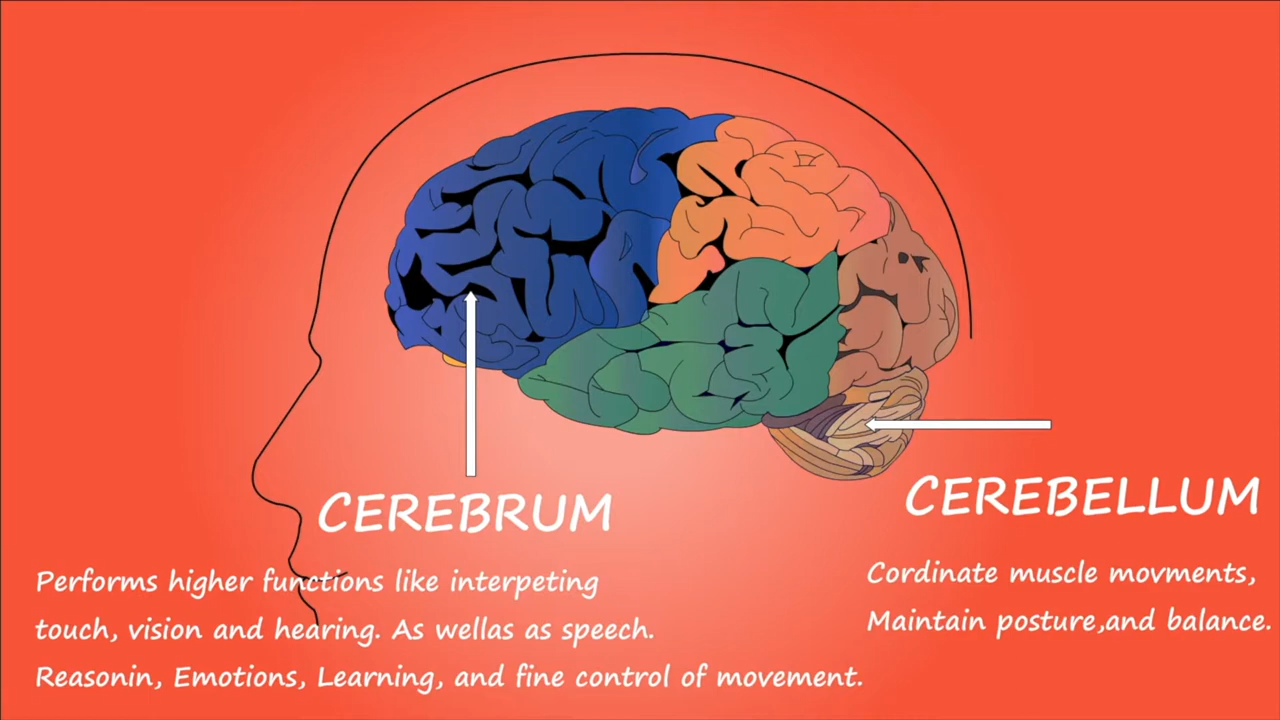 CEREBRUM
Performs higher functions like interpeting
touch, vision and hearing. As wellas as speech.
Reasonin, Emotions, Learning, and fine control of movement.
CEREBELLUM
Cordinate muscle movments,
Maintain posture,and balance.